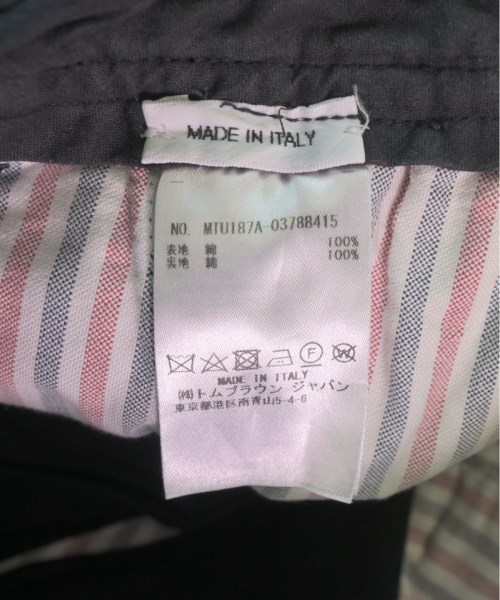 MADE IN ITALY
NO. MTU187A-03788415
表地 綿 100%
裏地 綿 100%
F W
MADE IN ITALY
㈱トムブラウン ジャパン
東京都港区南青山5-4-6